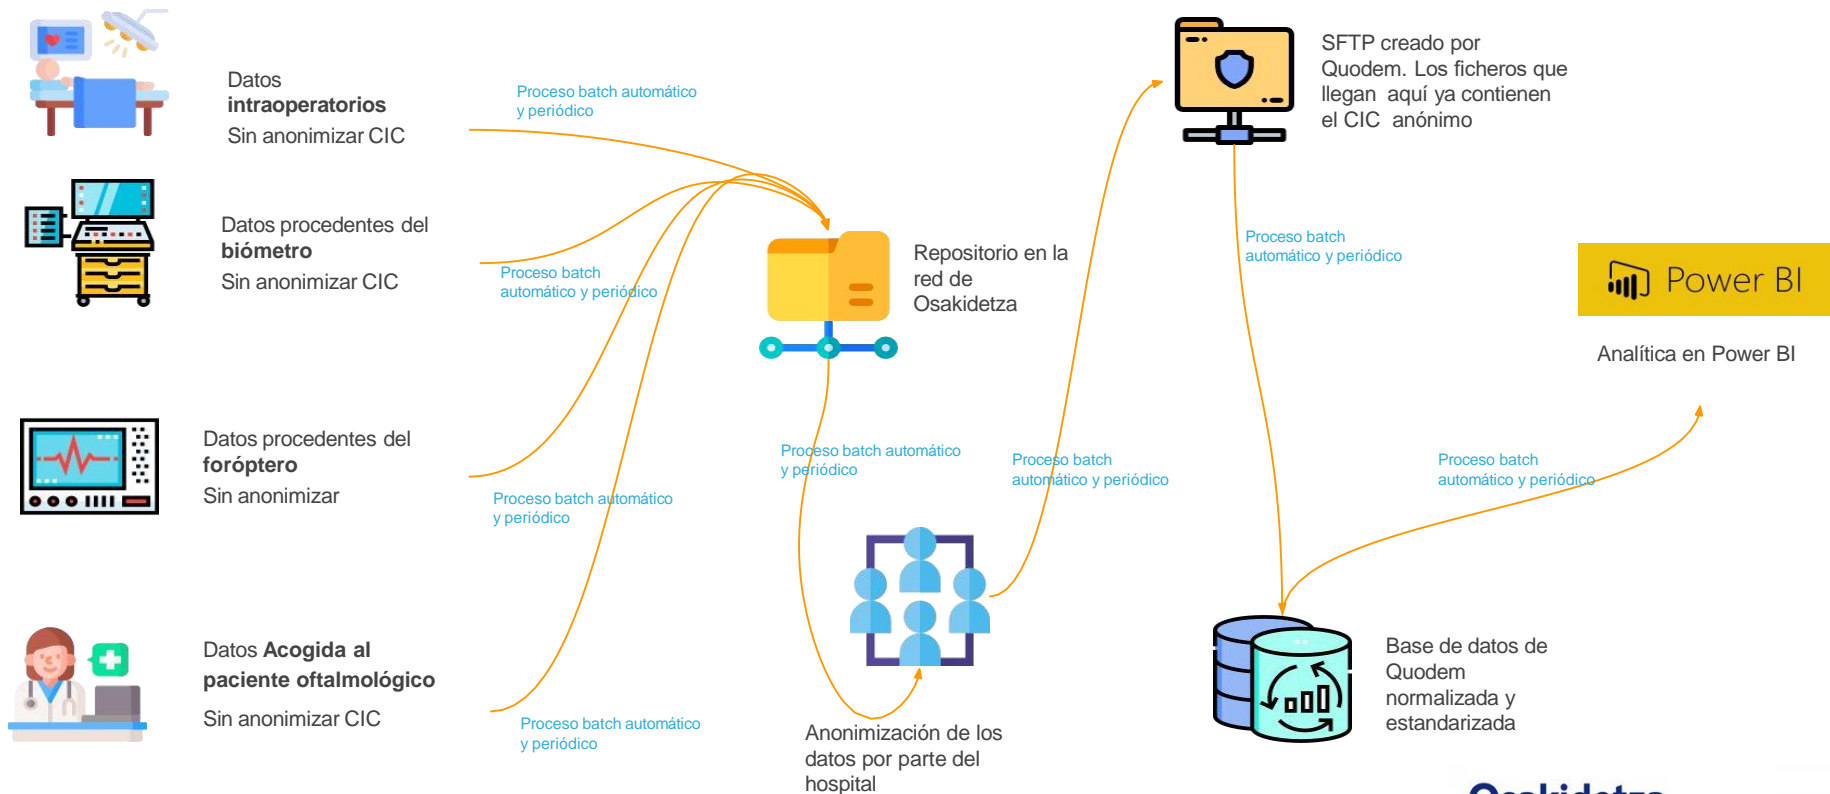 Datos
intraoperatorios
Sin anonimizar CIC
Proceso batch automático
y periódico
Datos procedentes del
biómetro
Sin anonimizar CIC
Proceso batch
automático y periódico
Datos procedentes del
foróptero
Sin anonimizar
Proceso batch automático
y periódico
Datos Acogida al
paciente oftalmológico
Sin anonimizar CIC
Proceso batch automático
y periódico
Repositorio en la
red de
Osakidetza
Proceso batch automático
y periódico
Anonimización de los
datos por parte del
hospital
Proceso batch
automático y periódico
SFTP creado por
Quodem. Los ficheros que
llegan aquí ya contienen
el CIC anónimo
Proceso batch
automático y periódico
Base de datos de
Quodem
normalizada y
estandarizada
Proceso batch
automático y periódico
Power BI
Analítica en Power BI
Osakidetza